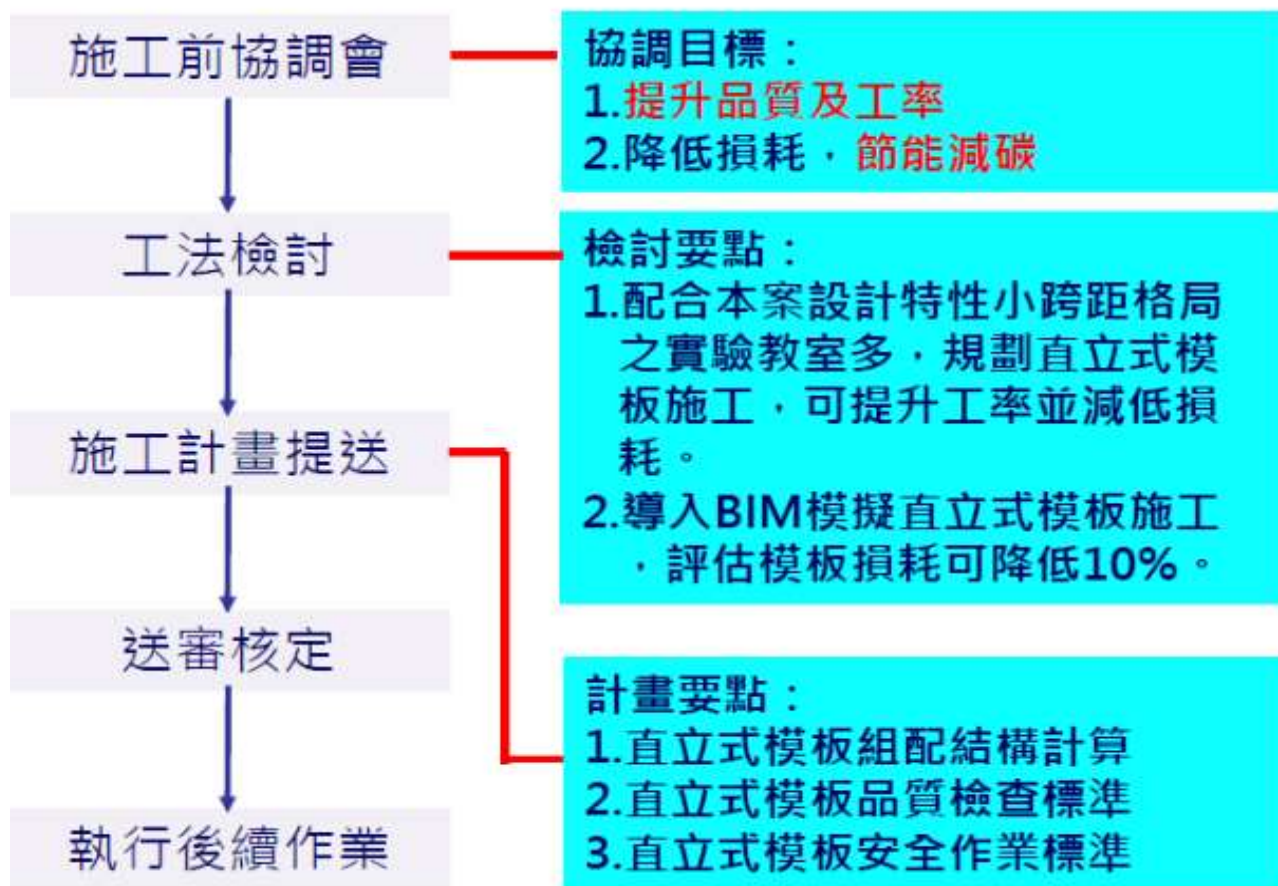 施工前協調會
協調目標：
1.提升品質及工率
2.降低損耗，節能減碳
工法檢討
檢討要點：
1.配合本案設計特性小跨距格局
之實驗教室多，規劃直立式模
板施工，可提升工率並減低損
耗。
2.導入BIM模擬直立式模板施工
，評估模板損耗可降低10%。
施工計畫提送
計畫要點：
1.直立式模板組配結構計算
2.直立式模板品質檢查標準
3.直立式模板安全作業標準
送審核定
執行後續作業